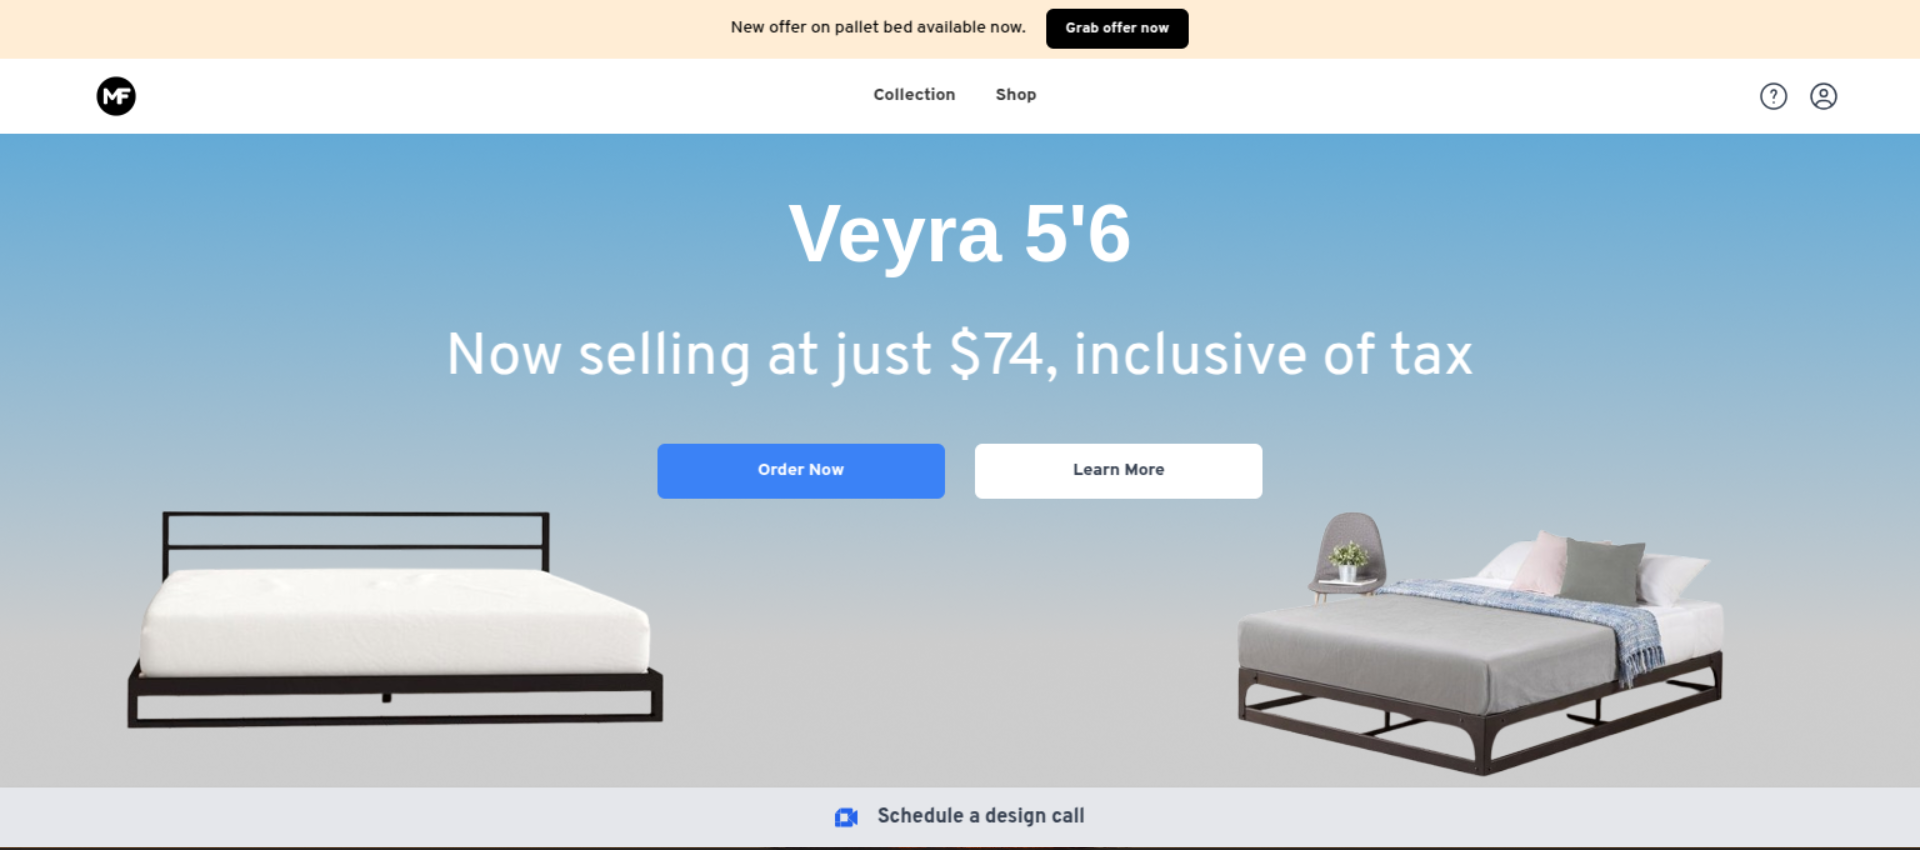 New offer on pallet bed available now.
Grab offer now
MF
Collection
Shop
?
Veyra 5'6
Now selling at just $74, inclusive of tax
Order Now
Learn More
Schedule a design call